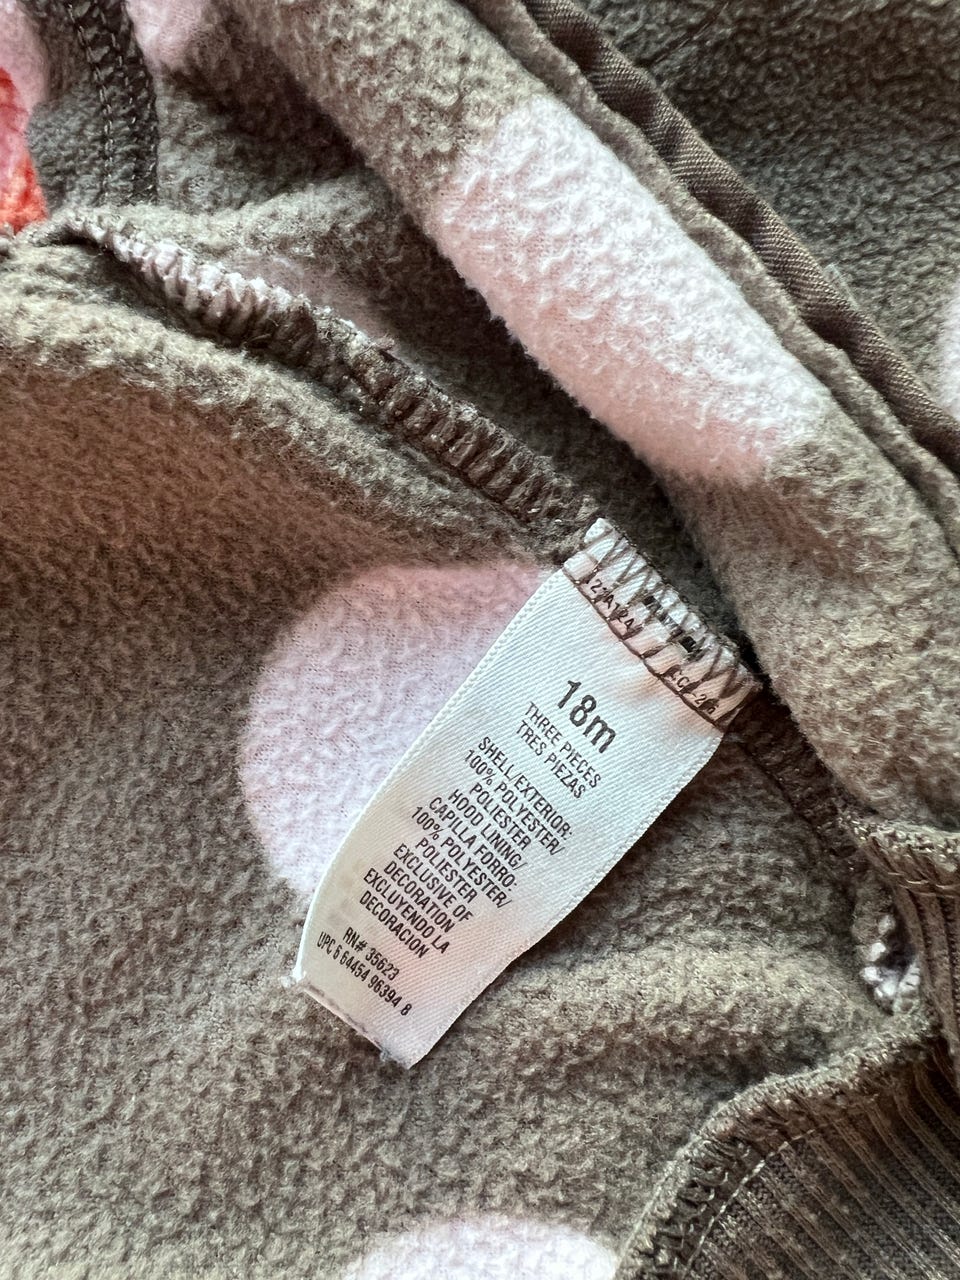 18m
THREE PIECES
TRES PIEZAS
SHELL/EXTERIOR:
100% POLYESTER/
POLIESTER
HOOD LINING
CAPILLA FORRO:
100% POLYESTER/
POLIESTER
EXCLUSIVE OF
DECORATION
EXCLUYENDO LA
DECORACION
RN# 35623
UPC 6 64454 96394 8